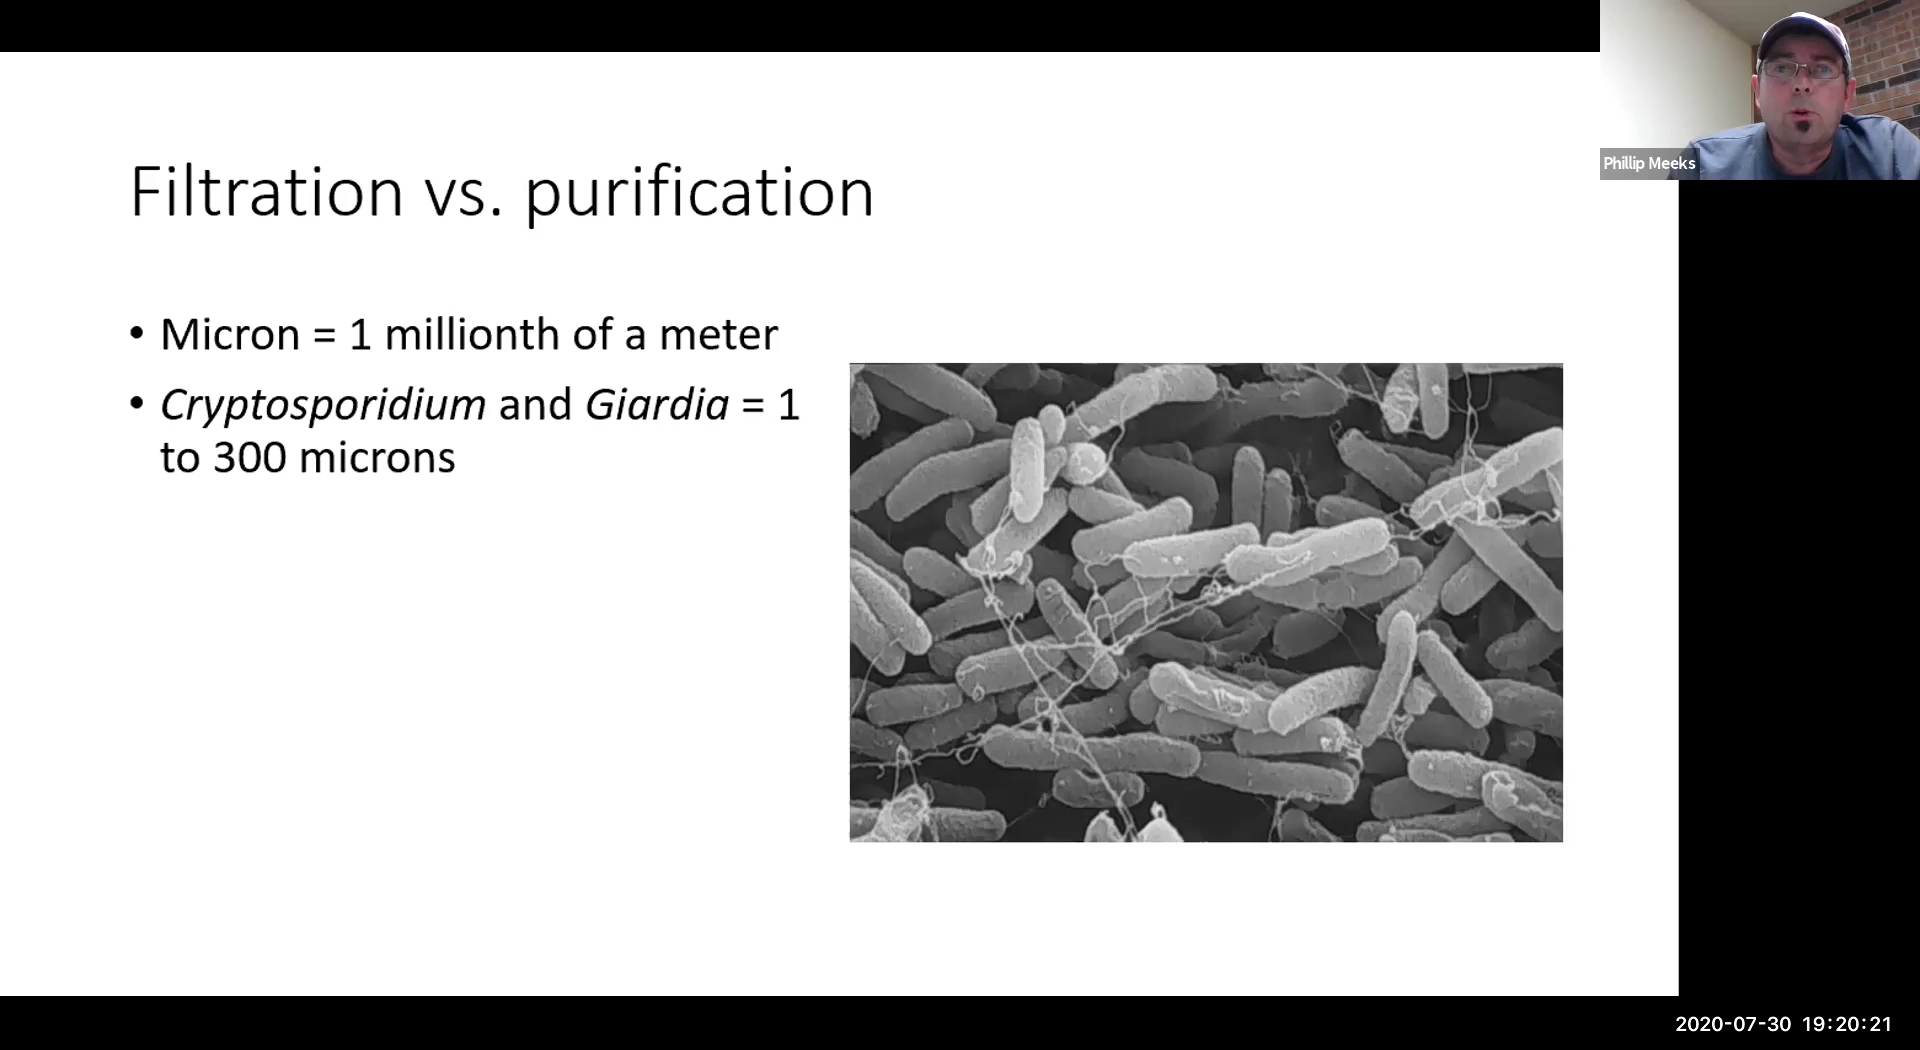 Phillip Meeks
Filtration vs. purification
• Micron = 1 millionth of a meter
• Cryptosporidium and Giardia = 1
to 300 microns
2020-07-30 19:20:21